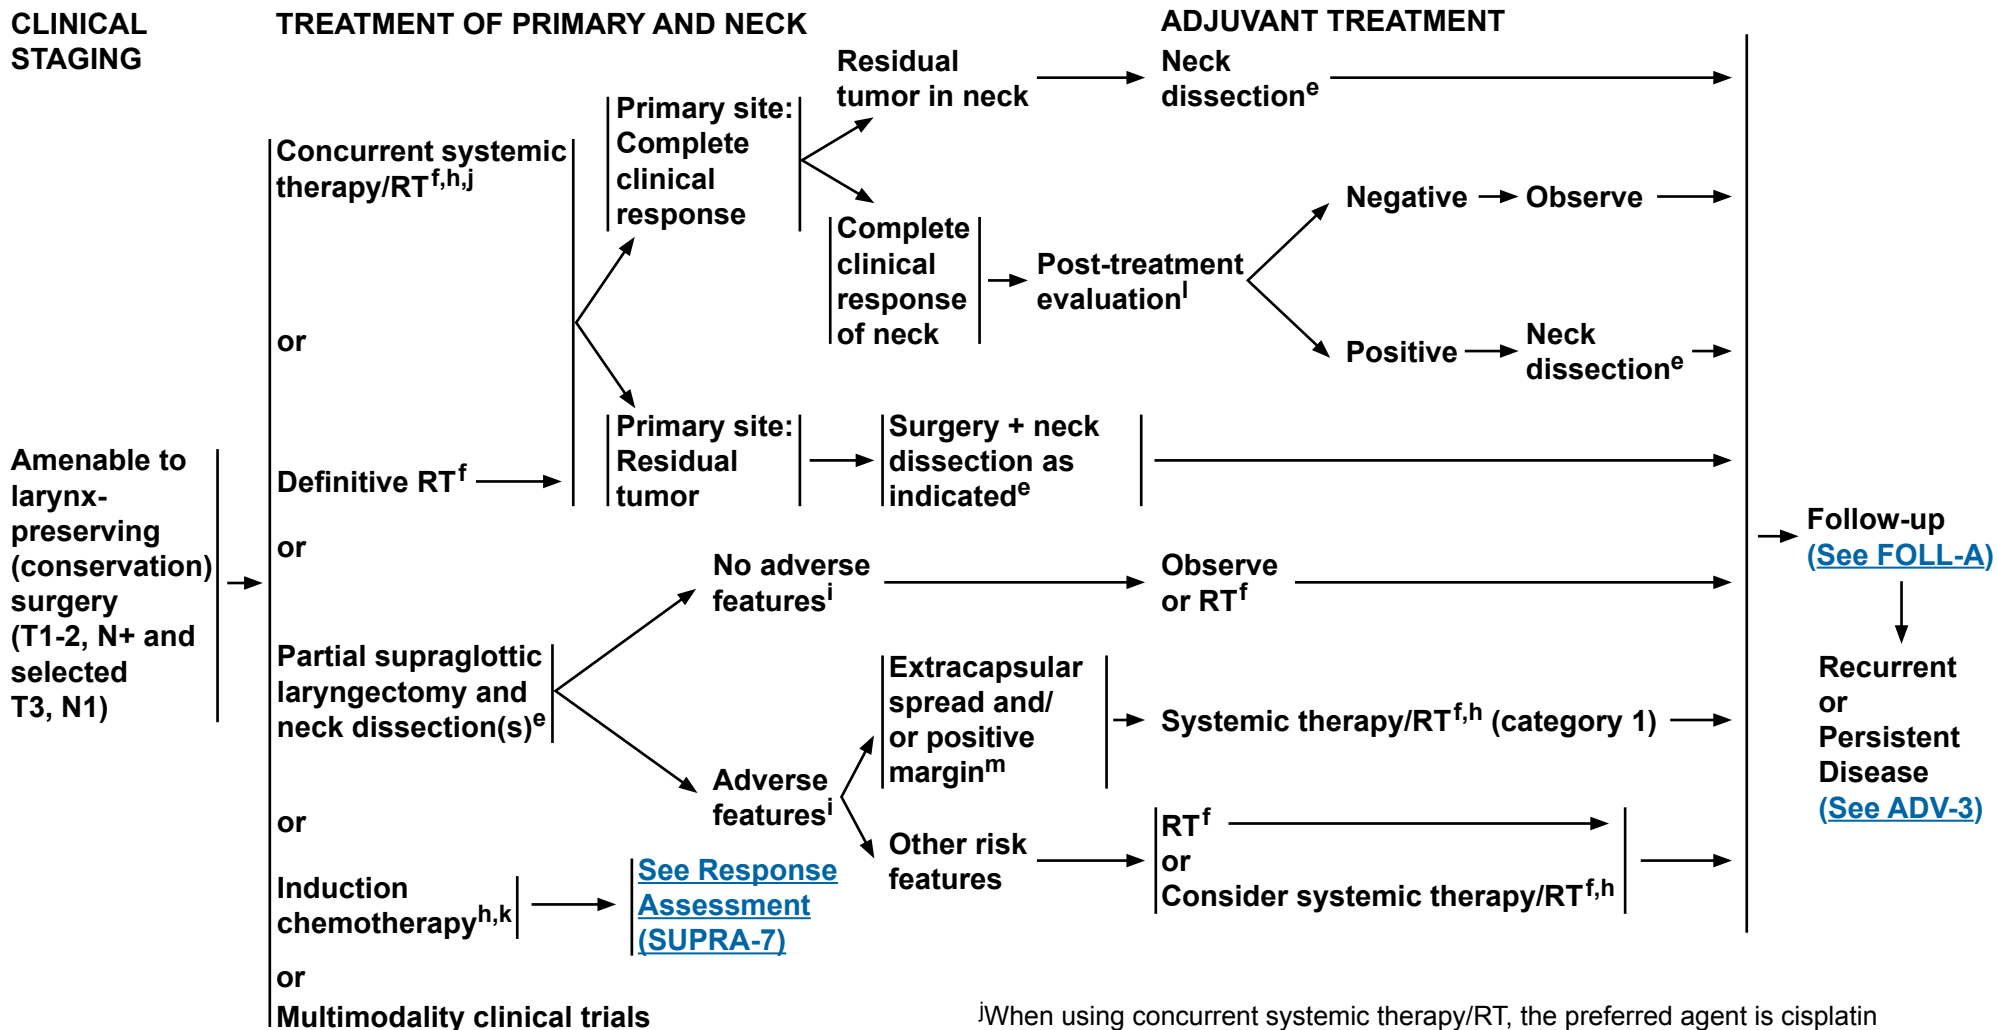 CLINICAL
STAGING
TREATMENT OF PRIMARY AND NECK
ADJUVANT TREATMENT
Amenable to
larynx-
preserving
(conservation)
surgery
(T1-2, N+ and
selected
T3, N1)
Concurrent systemic
therapy/RTf,h,j
or
Definitive RTf
or
Partial supraglottic
laryngectomy and
neck dissection(s)e
or
Induction
chemotherapyh,k
or
Multimodality clinical trials
Primary site:
Complete
clinical
response
Residual
tumor in neck
Neck
dissectione
Complete
clinical
response
of neck
Post-treatment
evaluationl
Negative
Observe
Positive
Neck
dissectione
Primary site:
Residual
tumor
Surgery + neck
dissection as
indicatede
No adverse
featuresi
Observe
or RTf
Adverse
featuresi
Extracapsular
spread and/
or positive
marginm
Systemic therapy/RTf,h (category 1)
Other risk
features
RTf
or
Consider systemic therapy/RTf,h
See Response
Assessment
(SUPRA-7)
Follow-up
(See FOLL-A)
Recurrent
or
Persistent
Disease
(See ADV-3)
jWhen using concurrent systemic therapy/RT, the preferred agent is cisplatin